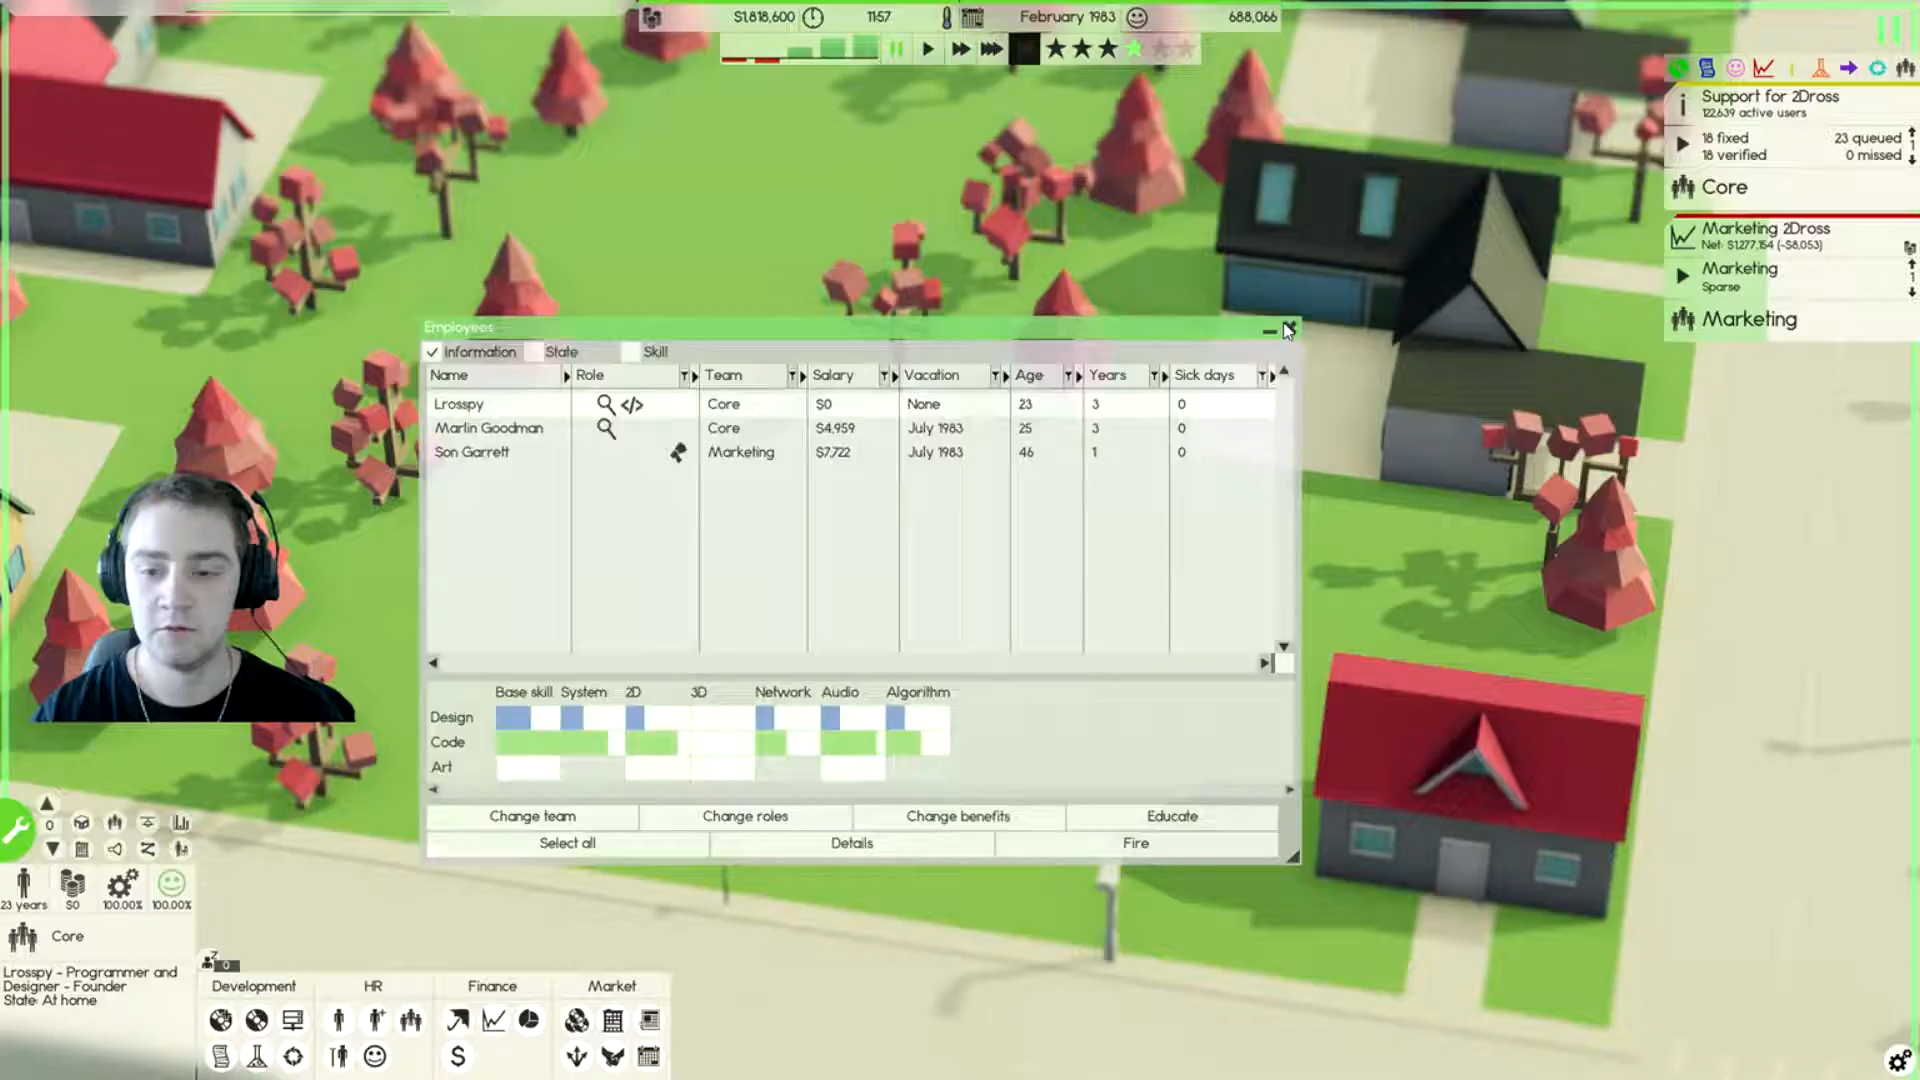 $1,818,600 11:57 February 1983 688,066
Support for 2Dross
122,639 active users
18 fixed 23 queued
18 verified 0 missed
1
Core
Marketing 2Dross
Net: $1,277,154 (-$8,053)
Marketing
Sparse
1
Marketing
Employees
Information State Skill
Name Role Team Salary Vacation Age Years Sick days
Lrosspy </> Core $0 None 23 3 0
Marlin Goodman Core $4,959 July 1983 25 3 0
Son Garrett Marketing $7,722 July 1983 46 1 0
Base skill System 2D 3D Network Audio Algorithm
Design
Code
Art
Change team Change roles Change benefits Educate
Select all Details Fire
0
23 years $0 100.00% 100.00%
Core
Lrosspy - Programmer and
Designer - Founder
State: At home
Z
0
Development HR Finance Market
$